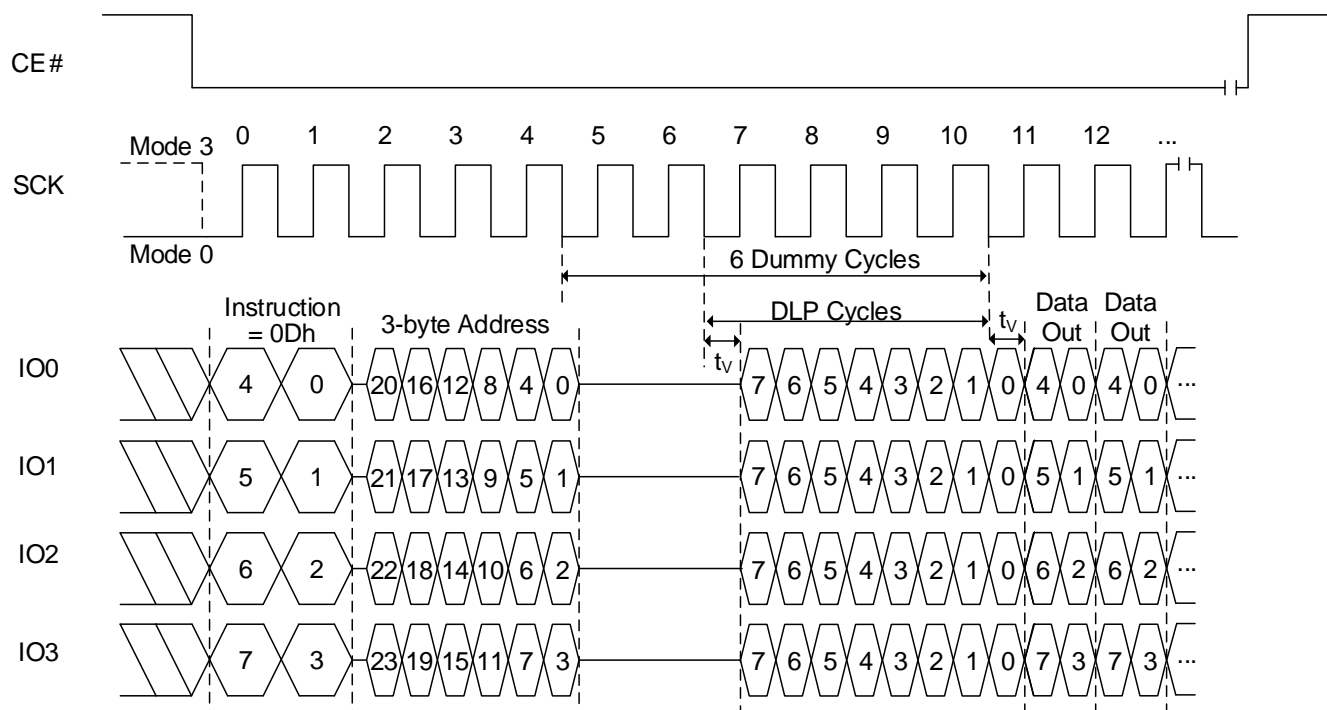 CE#
0 1 2 3 4 5 6 7 8 9 10 11 12 ...
Mode 3
SCK
Mode 0
6 Dummy Cycles
Instruction
= 0Dh
3-byte Address
DLP Cycles
tV
tV
Data
Out
Data
Out
IO0 4 0 20 16 12 8 4 0 7 6 5 4 3 2 1 0 4 0 4 0 ...
IO1 5 1 21 17 13 9 5 1 7 6 5 4 3 2 1 0 5 1 5 1 ...
IO2 6 2 22 18 14 10 6 2 7 6 5 4 3 2 1 0 6 2 6 2 ...
IO3 7 3 23 19 15 11 7 3 7 6 5 4 3 2 1 0 7 3 7 3 ...